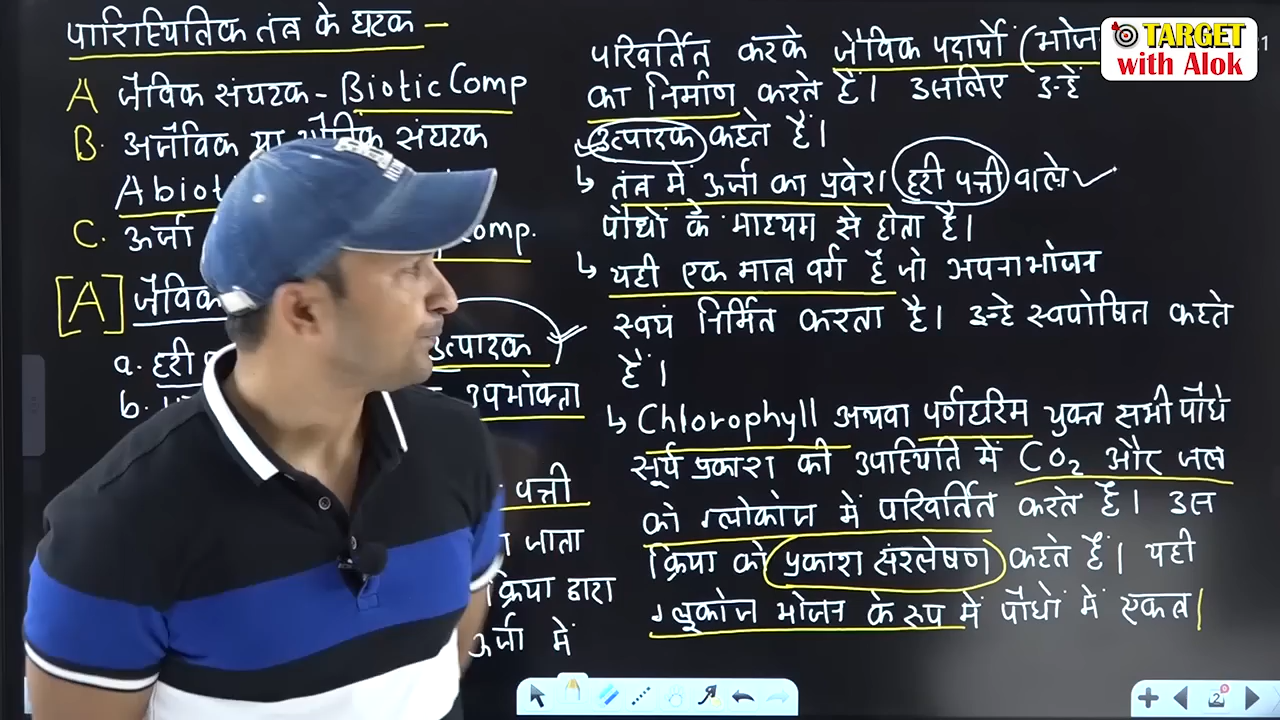 पारिस्थितिक तंत्र के घटक –
A जैविक संघटक - Biotic Comp
B. अजैविक या भौतिक संघटक
Abiot
C. ऊर्जा omp.
[A] जैविक
a. हरी उत्पादक
b. उपभोक्ता
पत्ती
जाता
क्रिया द्वारा
ऊर्जा में
परिवर्तित करके जैविक पदार्थो (भोज
का निर्माण करते हैं। इसलिए इन्हें
उत्पादक कहते हैं।
↳ तंत्र में ऊर्जा का प्रवेश हरी पत्ती वाले ✓
पौधों के माध्यम से होता है।
↳ यही एक मात्र वर्ग है जो अपना भोजन
स्वयं निर्मित करता है। इन्हे स्वपोषित कहते
हैं।
↳ Chlorophyll अथवा पर्णहरिम युक्त सभी पौधे
सूर्य प्रकाश की उपस्थिति में CO₂ और जल
को ग्लोकोज में परिवर्तित करते हैं। इस
क्रिया को प्रकाश संश्लेषण कहते हैं। यही
ग्लूकोज भोजन के रूप में पौधों में एकत्र
TARGET
with Alok
2